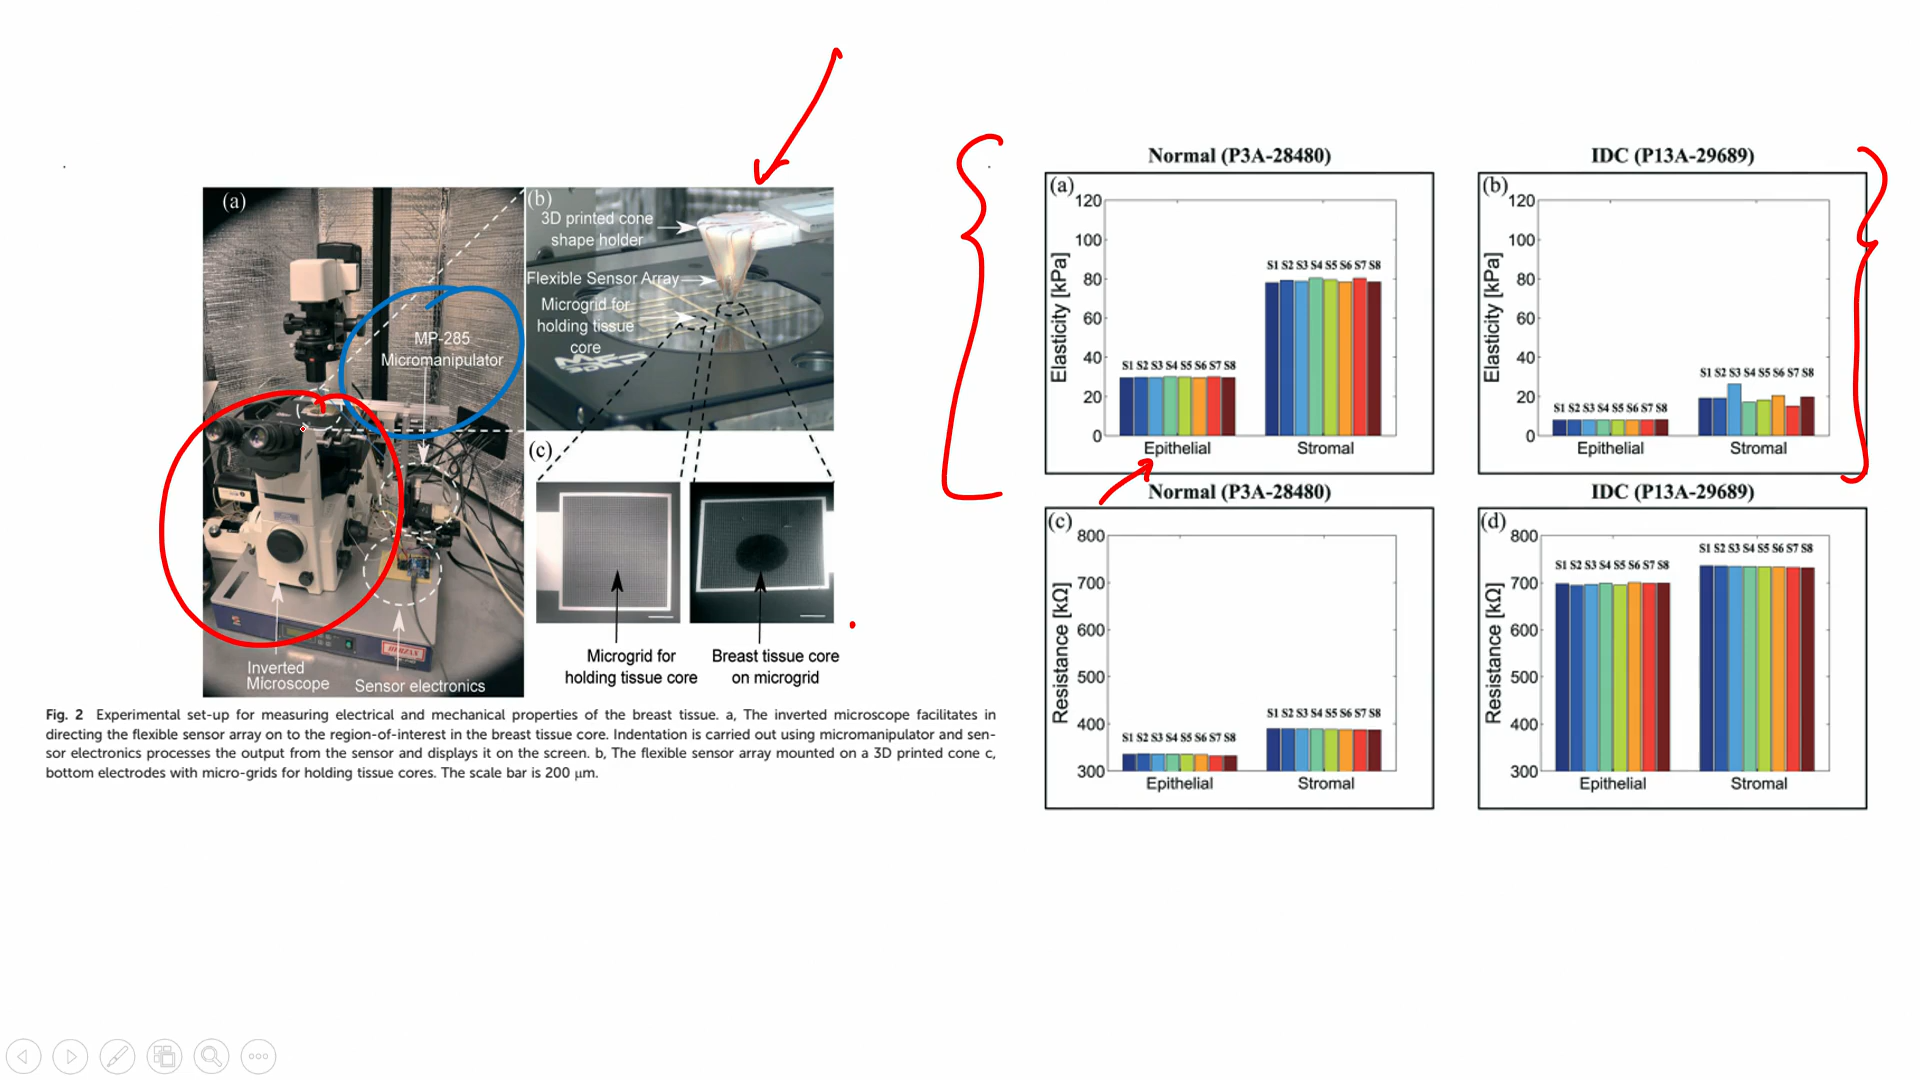 (a)
MP-285
Micromanipulator
Inverted
Microscope
Sensor electronics
(b)
3D printed cone
shape holder
Flexible Sensor Array
Microgrid for
holding tissue
core
(c)
Microgrid for
holding tissue core
Breast tissue core
on microgrid
Fig. 2 Experimental set-up for measuring electrical and mechanical properties of the breast tissue. a, The inverted microscope facilitates in
directing the flexible sensor array on to the region-of-interest in the breast tissue core. Indentation is carried out using micromanipulator and sen-
sor electronics processes the output from the sensor and displays it on the screen. b, The flexible sensor array mounted on a 3D printed cone c,
bottom electrodes with micro-grids for holding tissue cores. The scale bar is 200 μm.
Normal (P3A-28480)
(a)
Elasticity [kPa]
120
100
80
60
40
20
0
S1 S2 S3 S4 S5 S6 S7 S8
S1 S2 S3 S4 S5 S6 S7 S8
Epithelial
Stromal
IDC (P13A-29689)
(b)
Elasticity [kPa]
120
100
80
60
40
20
0
S1 S2 S3 S4 S5 S6 S7 S8
S1 S2 S3 S4 S5 S6 S7 S8
Epithelial
Stromal
Normal (P3A-28480)
(c)
Resistance [kΩ]
800
700
600
500
400
300
S1 S2 S3 S4 S5 S6 S7 S8
S1 S2 S3 S4 S5 S6 S7 S8
Epithelial
Stromal
IDC (P13A-29689)
(d)
Resistance [kΩ]
800
700
600
500
400
300
S1 S2 S3 S4 S5 S6 S7 S8
S1 S2 S3 S4 S5 S6 S7 S8
Epithelial
Stromal